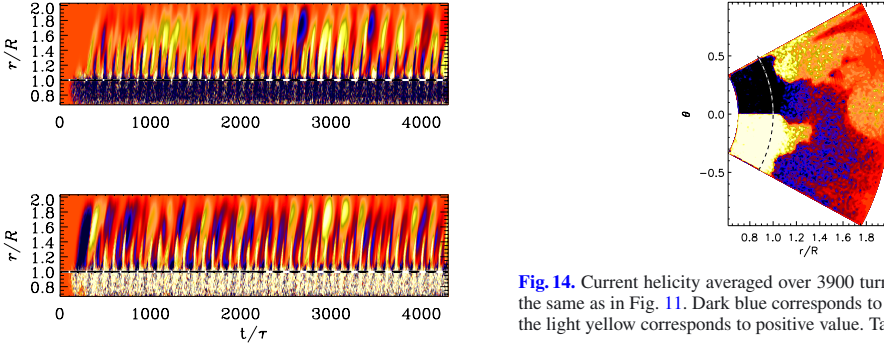 2.0
1.8
1.6
1.4
1.2
1.0
0.8
r/R
0 1000 2000 3000 4000
2.0
1.8
1.6
1.4
1.2
1.0
0.8
r/R
0 1000 2000 3000 4000
t/τ
0.5
0.0
−0.5
θ
0.8 1.0 1.2 1.4 1.6 1.8
r/R
Fig. 14. Current helicity averaged over 3900 turn
the same as in Fig. 11. Dark blue corresponds to
the light yellow corresponds to positive value. Ta